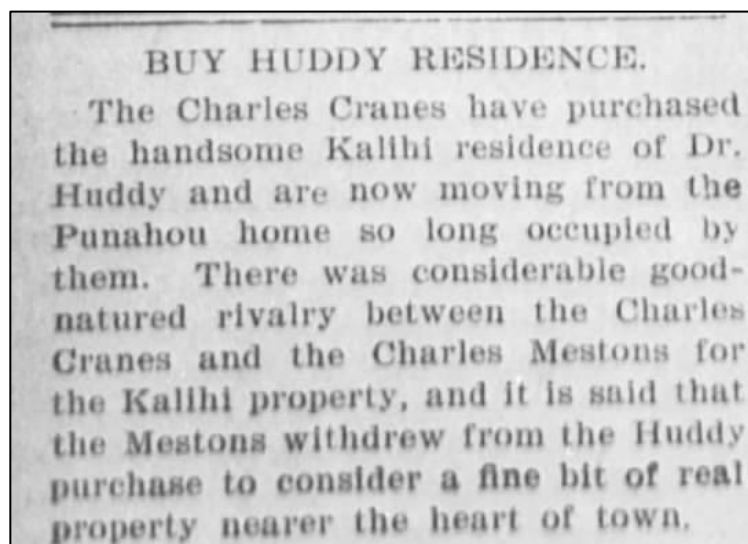 BUY HUDDY RESIDENCE.
The Charles Cranes have purchased
the handsome Kalihi residence of Dr.
Huddy and are now moving from the
Punahou home so long occupied by
them. There was considerable good-
natured rivalry between the Charles
Cranes and the Charles Mestons for
the Kalihi property, and it is said that
the Mestons withdrew from the Huddy
purchase to consider a fine bit of real
property nearer the heart of town.